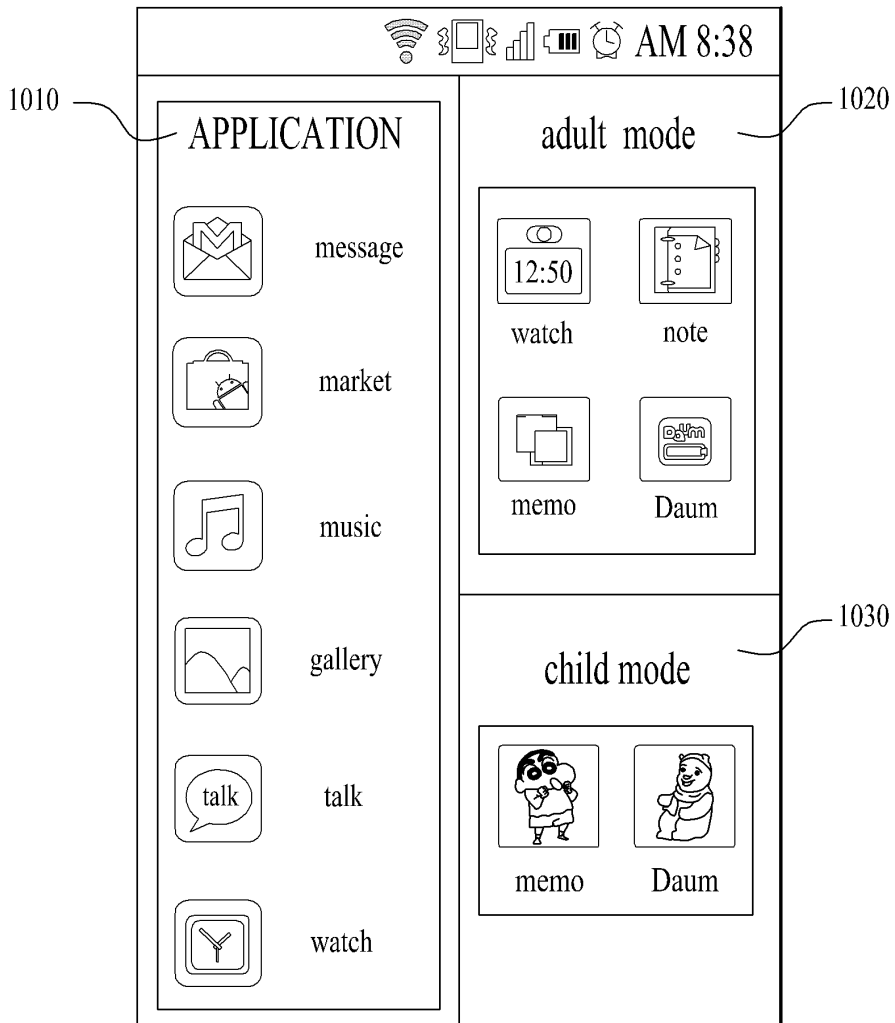 AM 8:38
1010
APPLICATION
message
market
music
gallery
talk
talk
watch
1020
adult mode
12:50
watch
note
Daum
memo
Daum
1030
child mode
memo
Daum